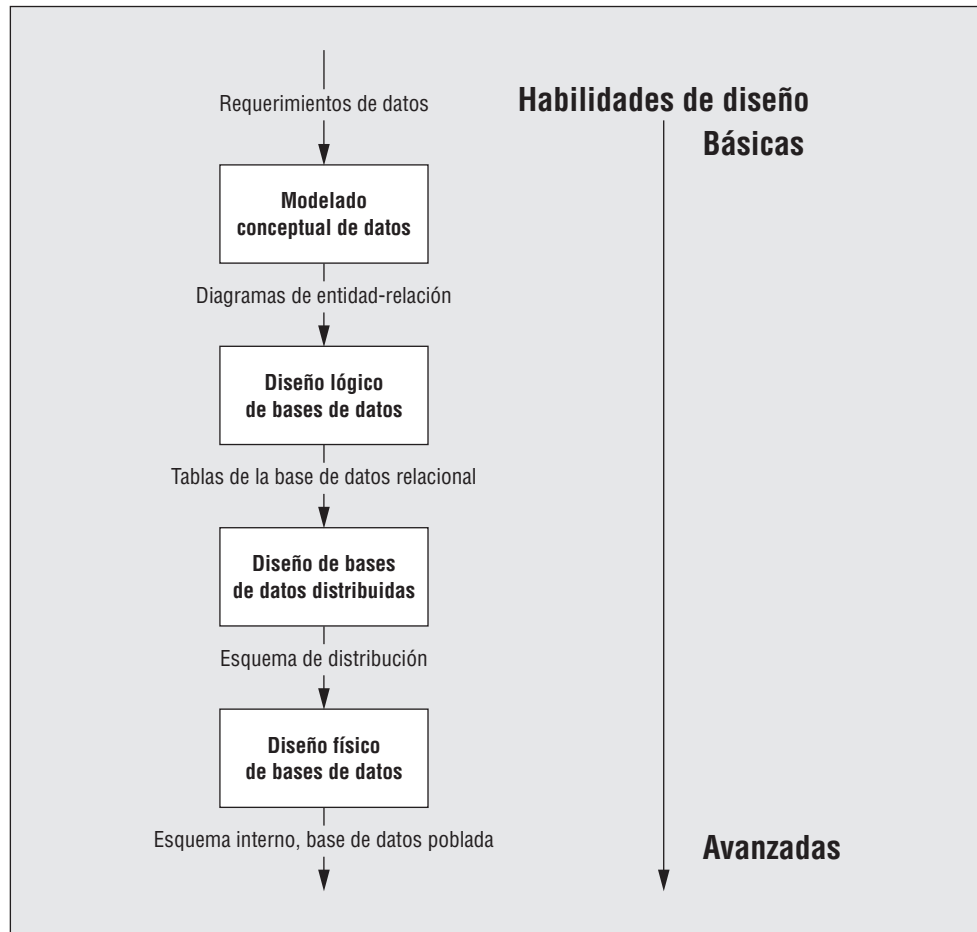 Requerimientos de datos
Habilidades de diseño
Básicas
Modelado
conceptual de datos
Diagramas de entidad-relación
Diseño lógico
de bases de datos
Tablas de la base de datos relacional
Diseño de bases
de datos distribuidas
Esquema de distribución
Diseño físico
de bases de datos
Esquema interno, base de datos poblada
Avanzadas